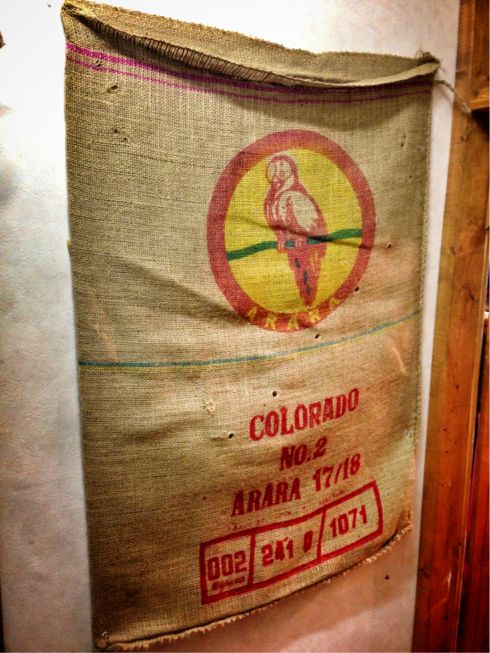 ARARA
COLORADO
NO.2
ARARA 17/18
002 / 241 0 / 1071